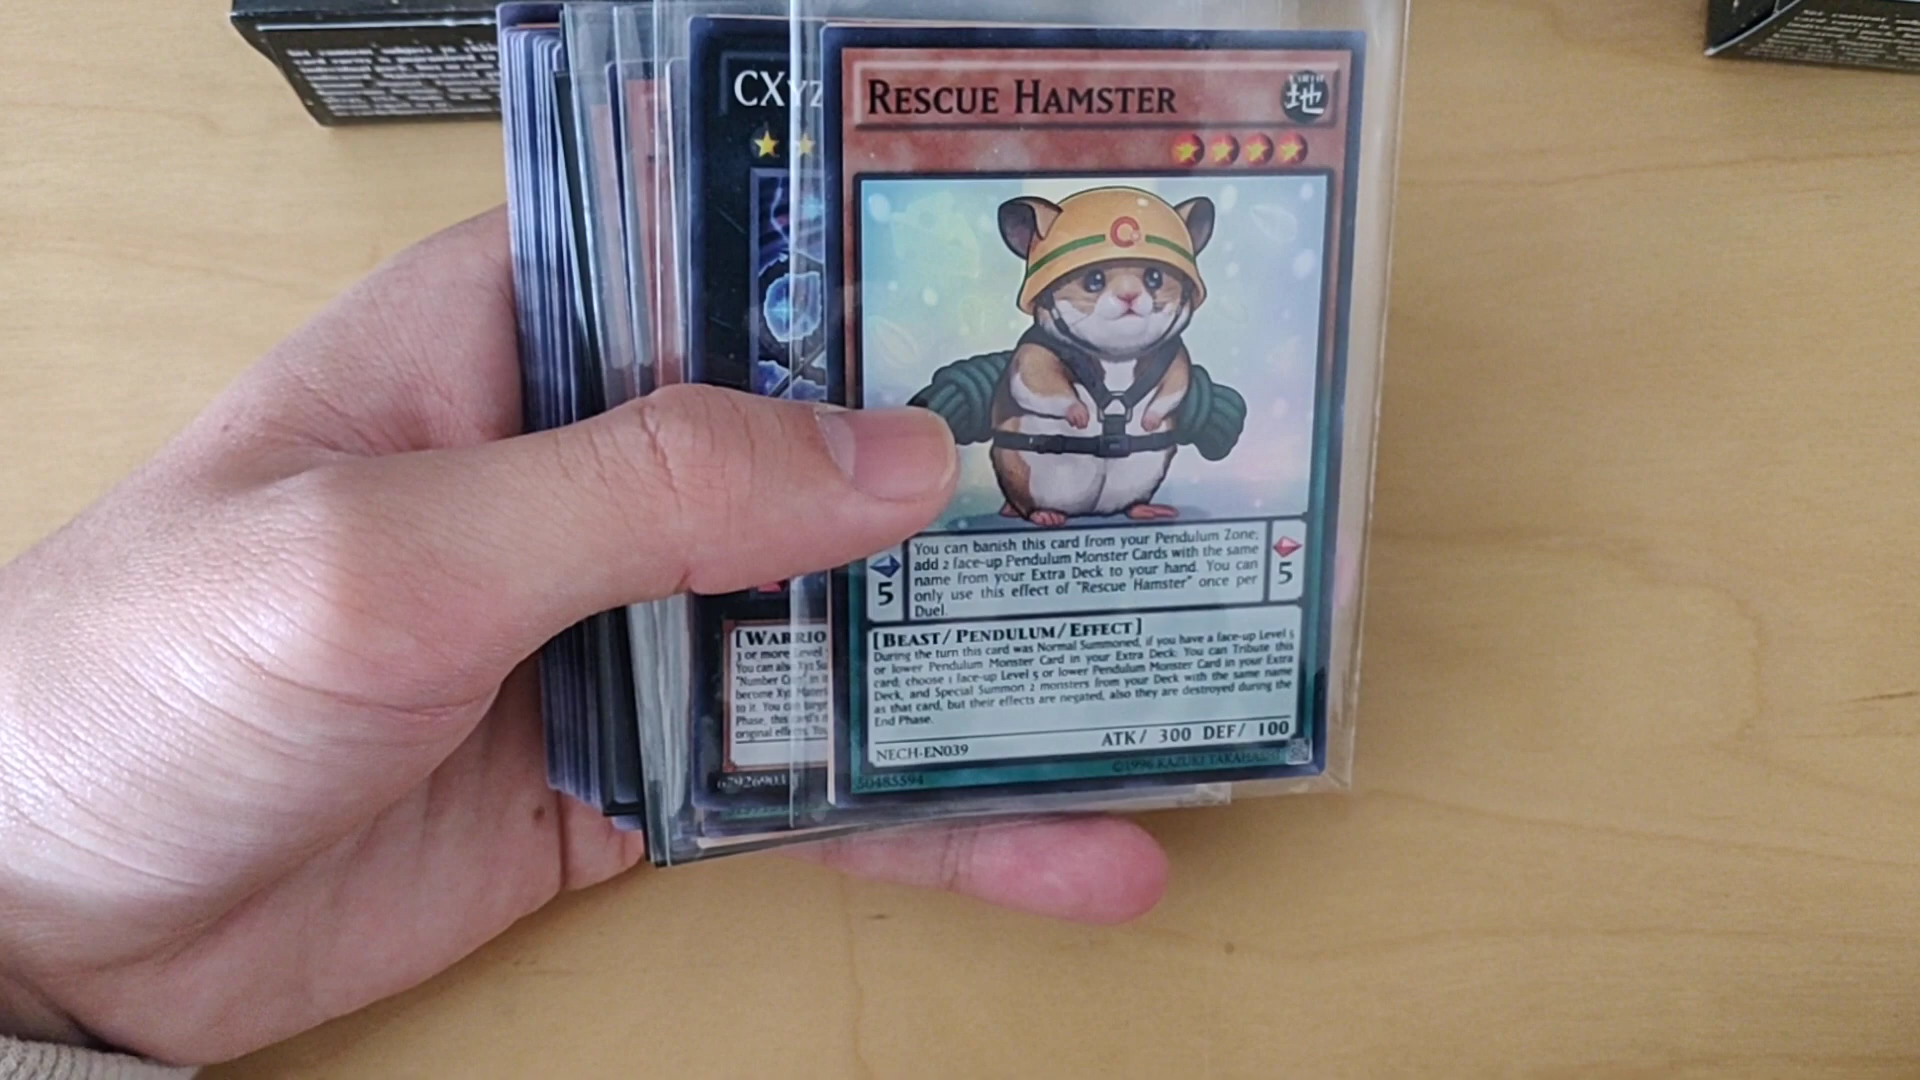 CXyz
RESCUE HAMSTER
地
C
You can banish this card from your Pendulum Zone;
add 2 face-up Pendulum Monster Cards with the same
name from your Extra Deck to your hand. You can
only use this effect of "Rescue Hamster" once per
Duel.
5
5
[BEAST/PENDULUM/EFFECT]
During the turn this card was Normal Summoned, if you have a face-up Level 5
or lower Pendulum Monster Card in your Extra Deck: You can Tribute this
card, choose 1 face-up Level 5 or lower Pendulum Monster Card in your Extra
Deck, and Special Summon 2 monsters from your Deck with the same name
as that card, but their effects are negated, also they are destroyed during the
End Phase.
ATK/ 300 DEF/ 100
NECH-EN039
50485594
©1996 KAZUKI TAKAHASHI
[WARRIO
3 or more Level
You can also Xyz Su
"Number C
become Xyz Materi
to it. You can targe
Phase, this card's n
original effects. You